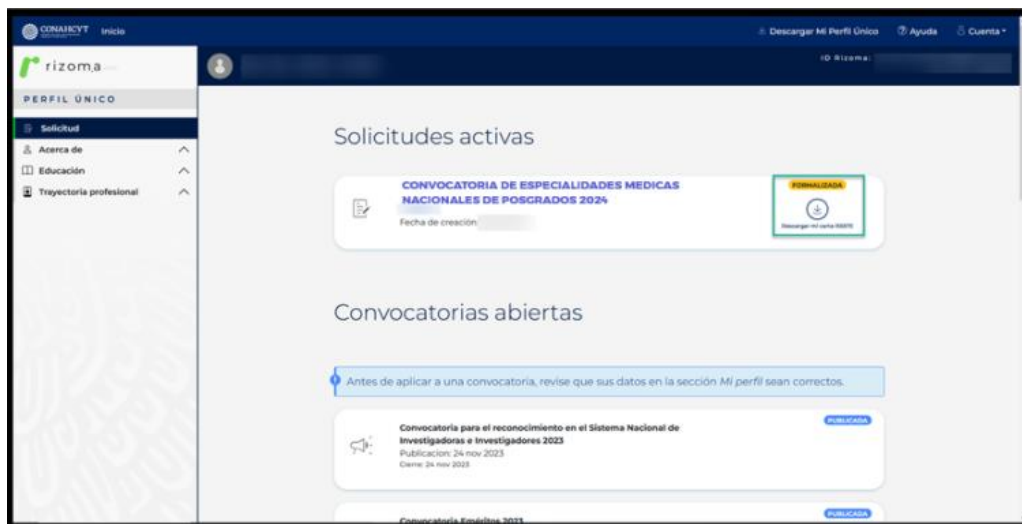 CONAHCYT Inicio
Descargar Mi Perfil Único Ayuda Cuenta
rizoma
ID Rizoma:
PERFIL ÚNICO
Solicitud
Acerca de
Educación
Trayectoria profesional
Solicitudes activas
CONVOCATORIA DE ESPECIALIDADES MEDICAS
NACIONALES DE POSGRADOS 2024
Fecha de creación
FORMALIZADA
Descargar mi carta
Convocatorias abiertas
Antes de aplicar a una convocatoria, revise que sus datos en la sección Mi perfil sean correctos.
PUBLICADA
Convocatoria para el reconocimiento en el Sistema Nacional de
Investigadoras e Investigadores 2023
Publicacion: 24 nov 2023
Cierre: 24 nov 2023
PUBLICADA
Convocatoria Eméritos 2023